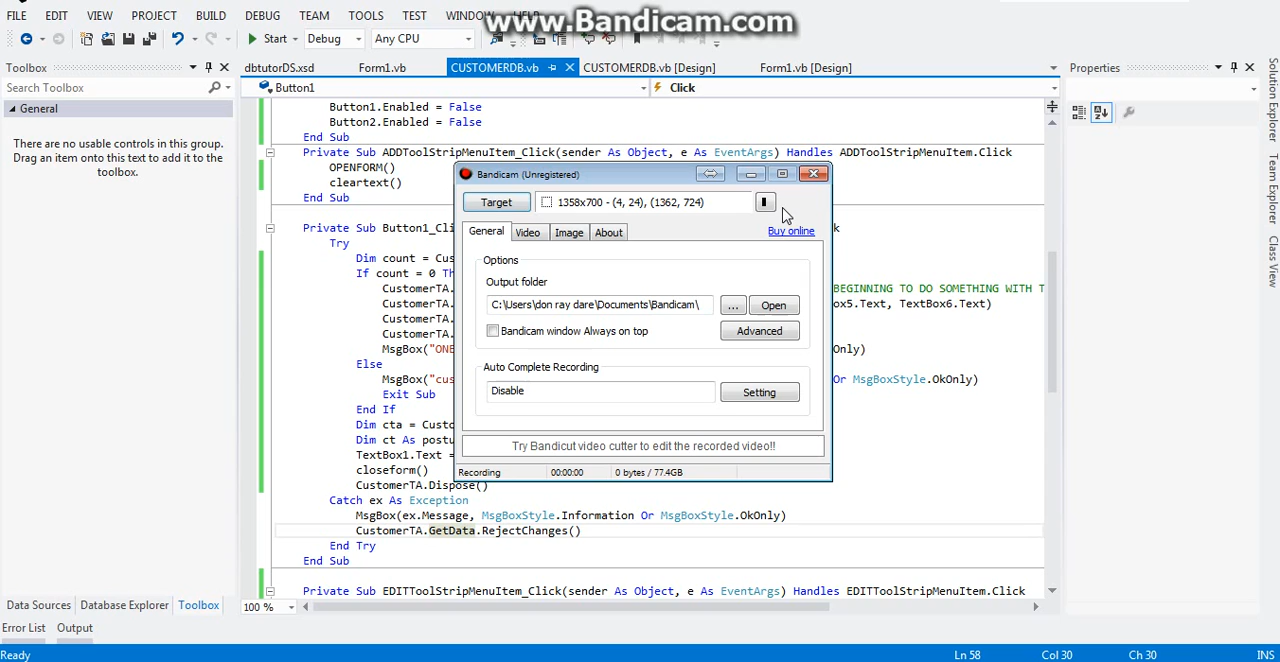 www.Bandicam.com
FILE EDIT VIEW PROJECT BUILD DEBUG TEAM TOOLS TEST WINDOW
Start Debug Any CPU
Toolbox
dbtutorDS.xsd Form1.vb CUSTOMERDB.vb CUSTOMERDB.vb [Design] Form1.vb [Design]
Properties
Search Toolbox
Button1 Click
General
There are no usable controls in this group. Drag an item onto this text to add it to the toolbox.
Button1.Enabled = False
Button2.Enabled = False
End Sub
Private Sub ADDToolStripMenuItem_Click(sender As Object, e As EventArgs) Handles ADDToolStripMenuItem.Click
OPENFORM()
cleartext()
End Sub
Private Sub Button1_Cli
Try
Dim count = Cus
If count = 0 Th
CustomerTA. BEGINNING TO DO SOMETHING WITH T
CustomerTA. ox5.Text, TextBox6.Text)
CustomerTA.
CustomerTA.
MsgBox("ONE Only)
Else
MsgBox("cus Or MsgBoxStyle.OkOnly)
Exit Sub
End If
Dim cta = Custo
Dim ct As postu
TextBox1.Text =
closeform()
CustomerTA.Dispose()
Catch ex As Exception
MsgBox(ex.Message, MsgBoxStyle.Information Or MsgBoxStyle.OkOnly)
CustomerTA.GetData.RejectChanges()
End Try
End Sub
Private Sub EDITToolStripMenuItem_Click(sender As Object, e As EventArgs) Handles EDITToolStripMenuItem.Click
Bandicam (Unregistered)
Target 1358x700 - (4, 24), (1362, 724)
General Video Image About Buy online
Options
Output folder
C:\Users\don ray dare\Documents\Bandicam\ ... Open
Bandicam window Always on top Advanced
Auto Complete Recording
Disable Setting
Try Bandicut video cutter to edit the recorded video!!
Recording 00:00:00 0 bytes / 77.4GB
Solution Explorer
Team Explorer
Class View
Data Sources Database Explorer Toolbox
100 %
Error List Output
Ready Ln 58 Col 30 Ch 30 INS